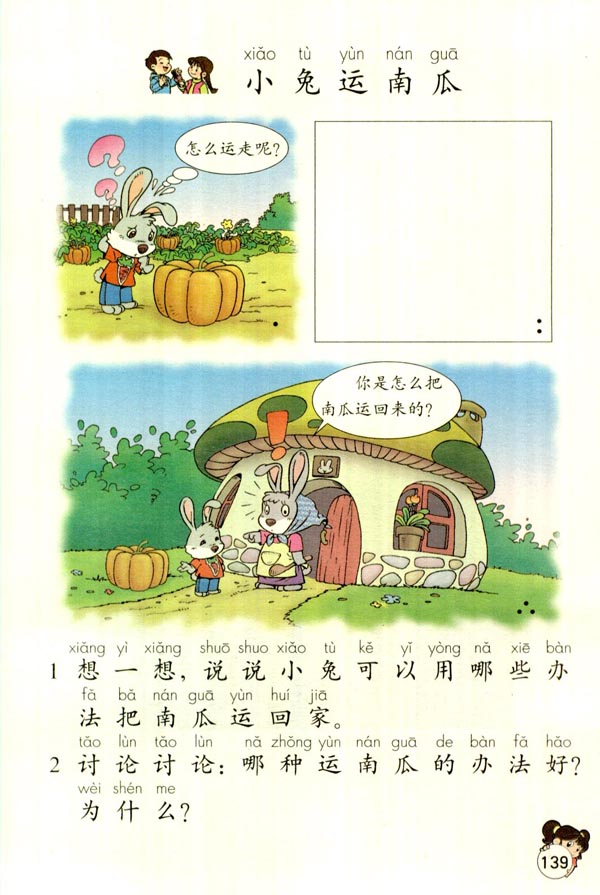 xiǎo tù yùn nán guā
小兔运南瓜
怎么运走呢?
你是怎么把
南瓜运回来的?
xiǎng yì xiǎng shuō shuo xiǎo tù kě yǐ yòng nǎ xiē bàn
1 想一想,说说小兔可以用哪些办
fǎ bǎ nán guā yùn huí jiā
法把南瓜运回家。
tǎo lùn tǎo lùn nǎ zhǒng yùn nán guā de bàn fǎ hǎo
2 讨论讨论:哪种运南瓜的办法好?
wèi shén me
为什么?
139